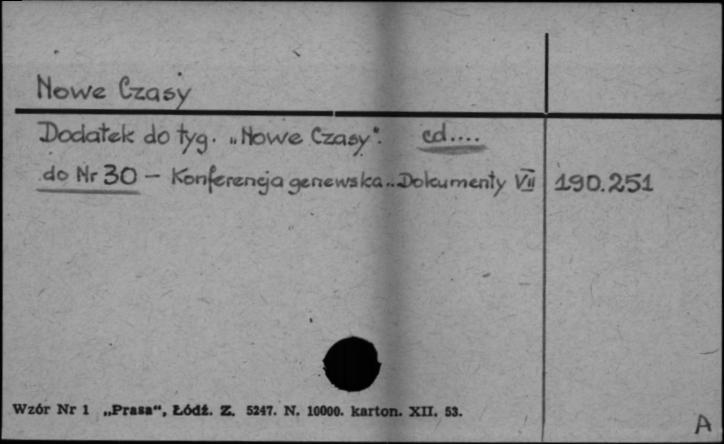 Nowe Czasy
Dodatek do tyg. „Nowe Czasy". cd....
do Nr 30 – Konferencja genewska.. Dokumenty VII 190.251
Wzór Nr 1 „Prasa“, Łódź. Z. 5247. N. 10000. karton. XII. 53.
A